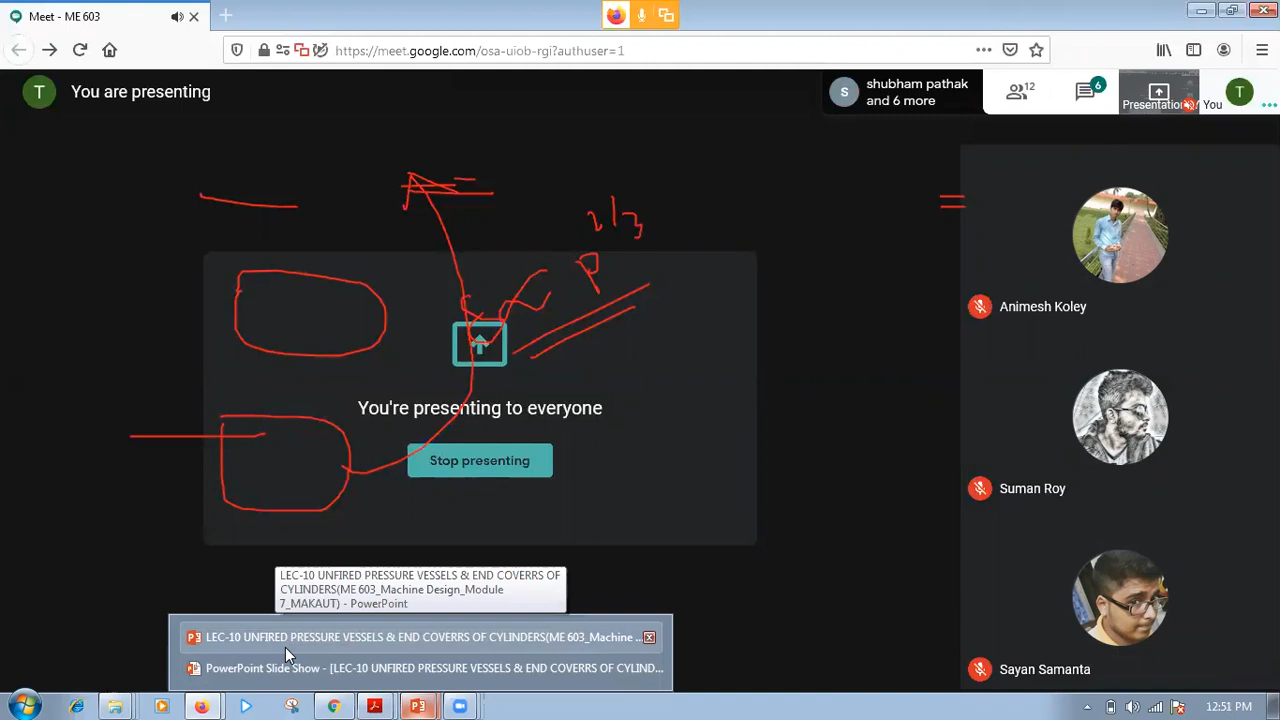 Meet - ME 603
https://meet.google.com/osa-uiob-rgi?authuser=1
T
You are presenting
S
shubham pathak
and 6 more
12
6
Presentation
You
T
2/3
P
You're presenting to everyone
Stop presenting
Animesh Koley
Suman Roy
Sayan Samanta
LEC-10 UNFIRED PRESSURE VESSELS & END COVERRS OF
CYLINDERS(ME 603_Machine Design_Module
7_MAKAUT) - PowerPoint
LEC-10 UNFIRED PRESSURE VESSELS & END COVERRS OF CYLINDERS(ME 603_Machine ...
PowerPoint Slide Show - [LEC-10 UNFIRED PRESSURE VESSELS & END COVERRS OF CYLIND...
12:51 PM